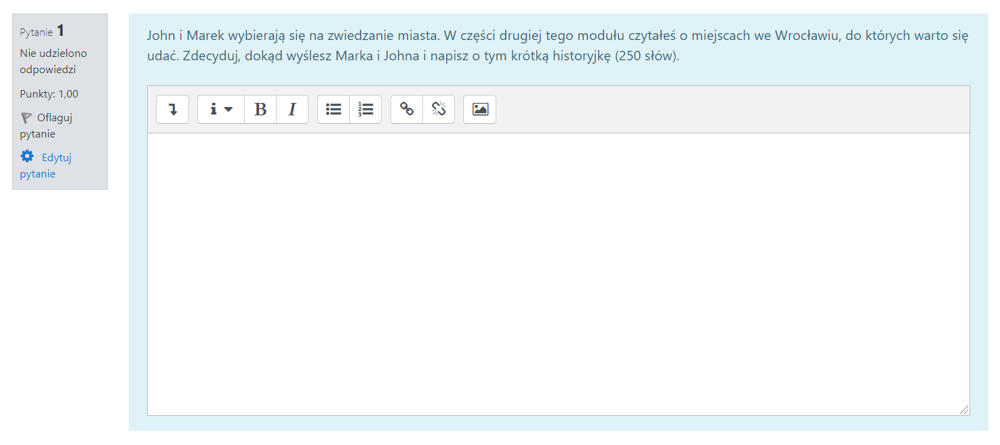 Pytanie 1
Nie udzielono
odpowiedzi
Punkty: 1,00
Oflaguj
pytanie
Edytuj
pytanie
John i Marek wybierają się na zwiedzanie miasta. W części drugiej tego modułu czytałeś o miejscach we Wrocławiu, do których warto się
udać. Zdecyduj, dokąd wyślesz Marka i Johna i napisz o tym krótką historyjkę (250 słów).